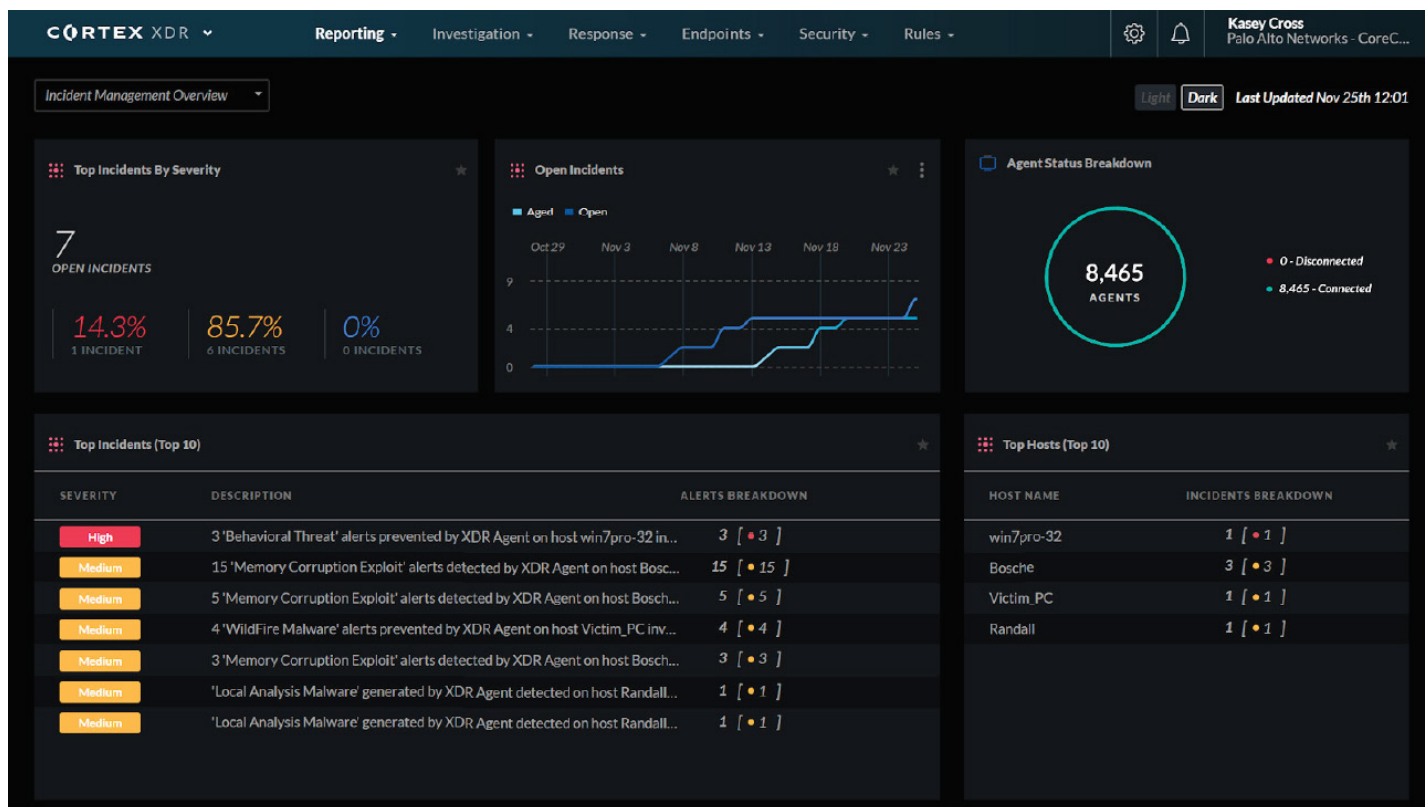 CORTEX XDR Reporting Investigation Response Endpoints Security Rules
Kasey Cross
Palo Alto Networks - CoreC...
Incident Management Overview
Light Dark Last Updated Nov 25th 12:01
Top Incidents By Severity
7
OPEN INCIDENTS
14.3% 85.7% 0%
1 INCIDENT 6 INCIDENTS 0 INCIDENTS
Open Incidents
Aged Open
Oct 29 Nov 3 Nov 8 Nov 13 Nov 18 Nov 23
9
4
0
Agent Status Breakdown
8,465
AGENTS
0 - Disconnected
8,465 - Connected
Top Incidents (Top 10)
SEVERITY DESCRIPTION ALERTS BREAKDOWN
High 3 'Behavioral Threat' alerts prevented by XDR Agent on host win7pro-32 in... 3 [ • 3 ]
Medium 15 'Memory Corruption Exploit' alerts detected by XDR Agent on host Bosc... 15 [ • 15 ]
Medium 5 'Memory Corruption Exploit' alerts detected by XDR Agent on host Bosch... 5 [ • 5 ]
Medium 4 'WildFire Malware' alerts prevented by XDR Agent on host Victim_PC inv... 4 [ • 4 ]
Medium 3 'Memory Corruption Exploit' alerts detected by XDR Agent on host Bosch... 3 [ • 3 ]
Medium 'Local Analysis Malware' generated by XDR Agent detected on host Randall... 1 [ • 1 ]
Medium 'Local Analysis Malware' generated by XDR Agent detected on host Randall... 1 [ • 1 ]
Top Hosts (Top 10)
HOST NAME INCIDENTS BREAKDOWN
win7pro-32 1 [ • 1 ]
Bosche 3 [ • 3 ]
Victim_PC 1 [ • 1 ]
Randall 1 [ • 1 ]